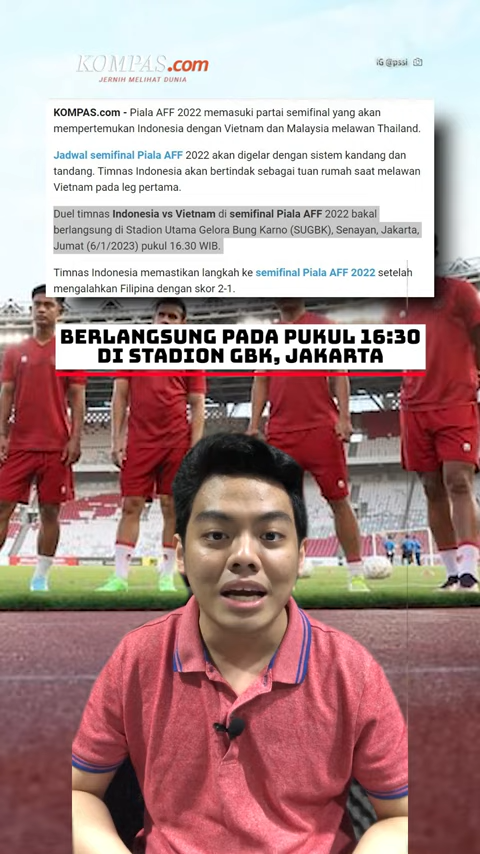 KOMPAS.com
JERNIH MELIHAT DUNIA
iG @pssi
KOMPAS.com - Piala AFF 2022 memasuki partai semifinal yang akan
mempertemukan Indonesia dengan Vietnam dan Malaysia melawan Thailand.
Jadwal semifinal Piala AFF 2022 akan digelar dengan sistem kandang dan
tandang. Timnas Indonesia akan bertindak sebagai tuan rumah saat melawan
Vietnam pada leg pertama.
Duel timnas Indonesia vs Vietnam di semifinal Piala AFF 2022 bakal
berlangsung di Stadion Utama Gelora Bung Karno (SUGBK), Senayan, Jakarta,
Jumat (6/1/2023) pukul 16.30 WIB.
Timnas Indonesia memastikan langkah ke semifinal Piala AFF 2022 setelah
mengalahkan Filipina dengan skor 2-1.
BERLANGSUNG PADA PUKUL 16:30
DI STADION GBK, JAKARTA